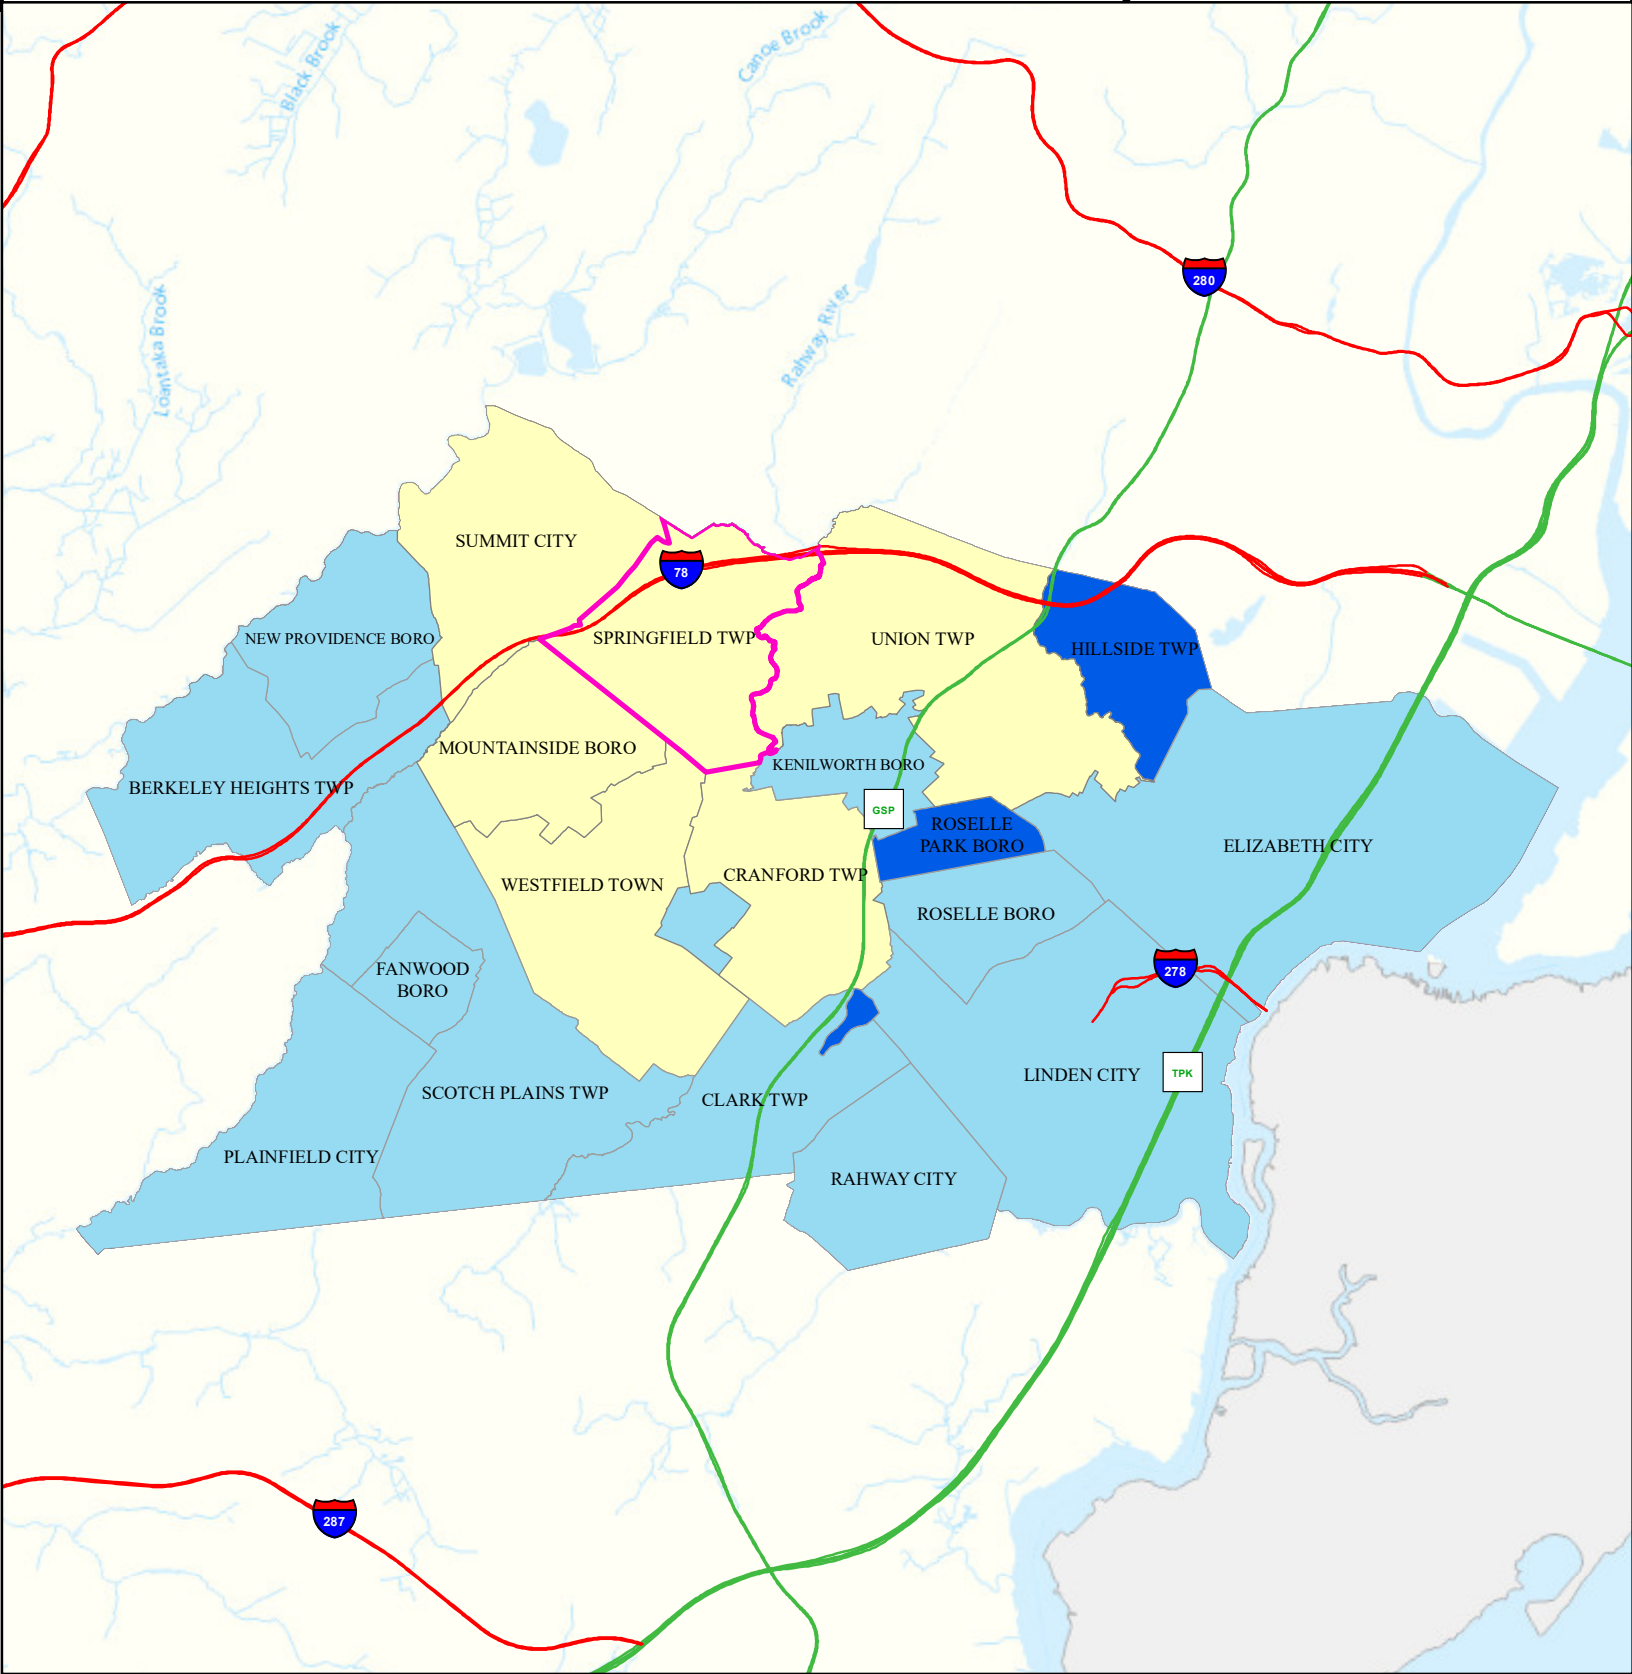 Black Brook
Canoe Brook
280
Loantaka Brook
Rahway River
SUMMIT CITY
78
NEW PROVIDENCE BORO
SPRINGFIELD TWP
UNION TWP
HILLSIDE TWP
MOUNTAINSIDE BORO
KENILWORTH BORO
BERKELEY HEIGHTS TWP
GSP
ROSELLE
PARK BORO
ELIZABETH CITY
CRANFORD TWP
WESTFIELD TOWN
ROSELLE BORO
FANWOOD
BORO
278
LINDEN CITY
TPK
SCOTCH PLAINS TWP
CLARK TWP
PLAINFIELD CITY
RAHWAY CITY
287